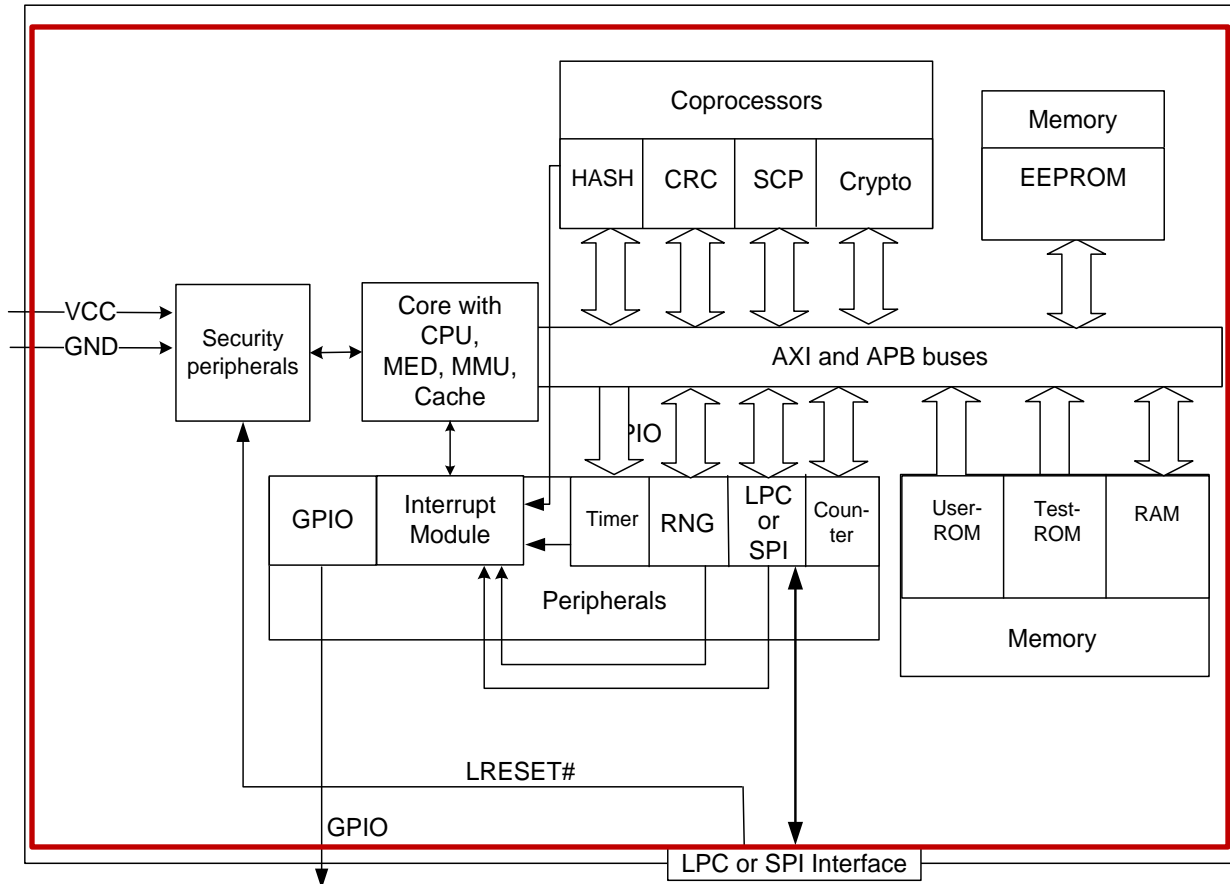 Coprocessors
HASH
CRC
SCP
Crypto
Memory
EEPROM
VCC
GND
Security
peripherals
Core with
CPU,
MED, MMU,
Cache
AXI and APB buses
PIO
GPIO
Interrupt
Module
Timer
RNG
LPC
or
SPI
Coun-
ter
Peripherals
User-
ROM
Test-
ROM
RAM
Memory
LRESET#
GPIO
LPC or SPI Interface